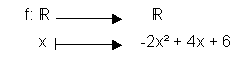 f: ℝ ⟶ ℝ
x ⟼ -2x² + 4x + 6